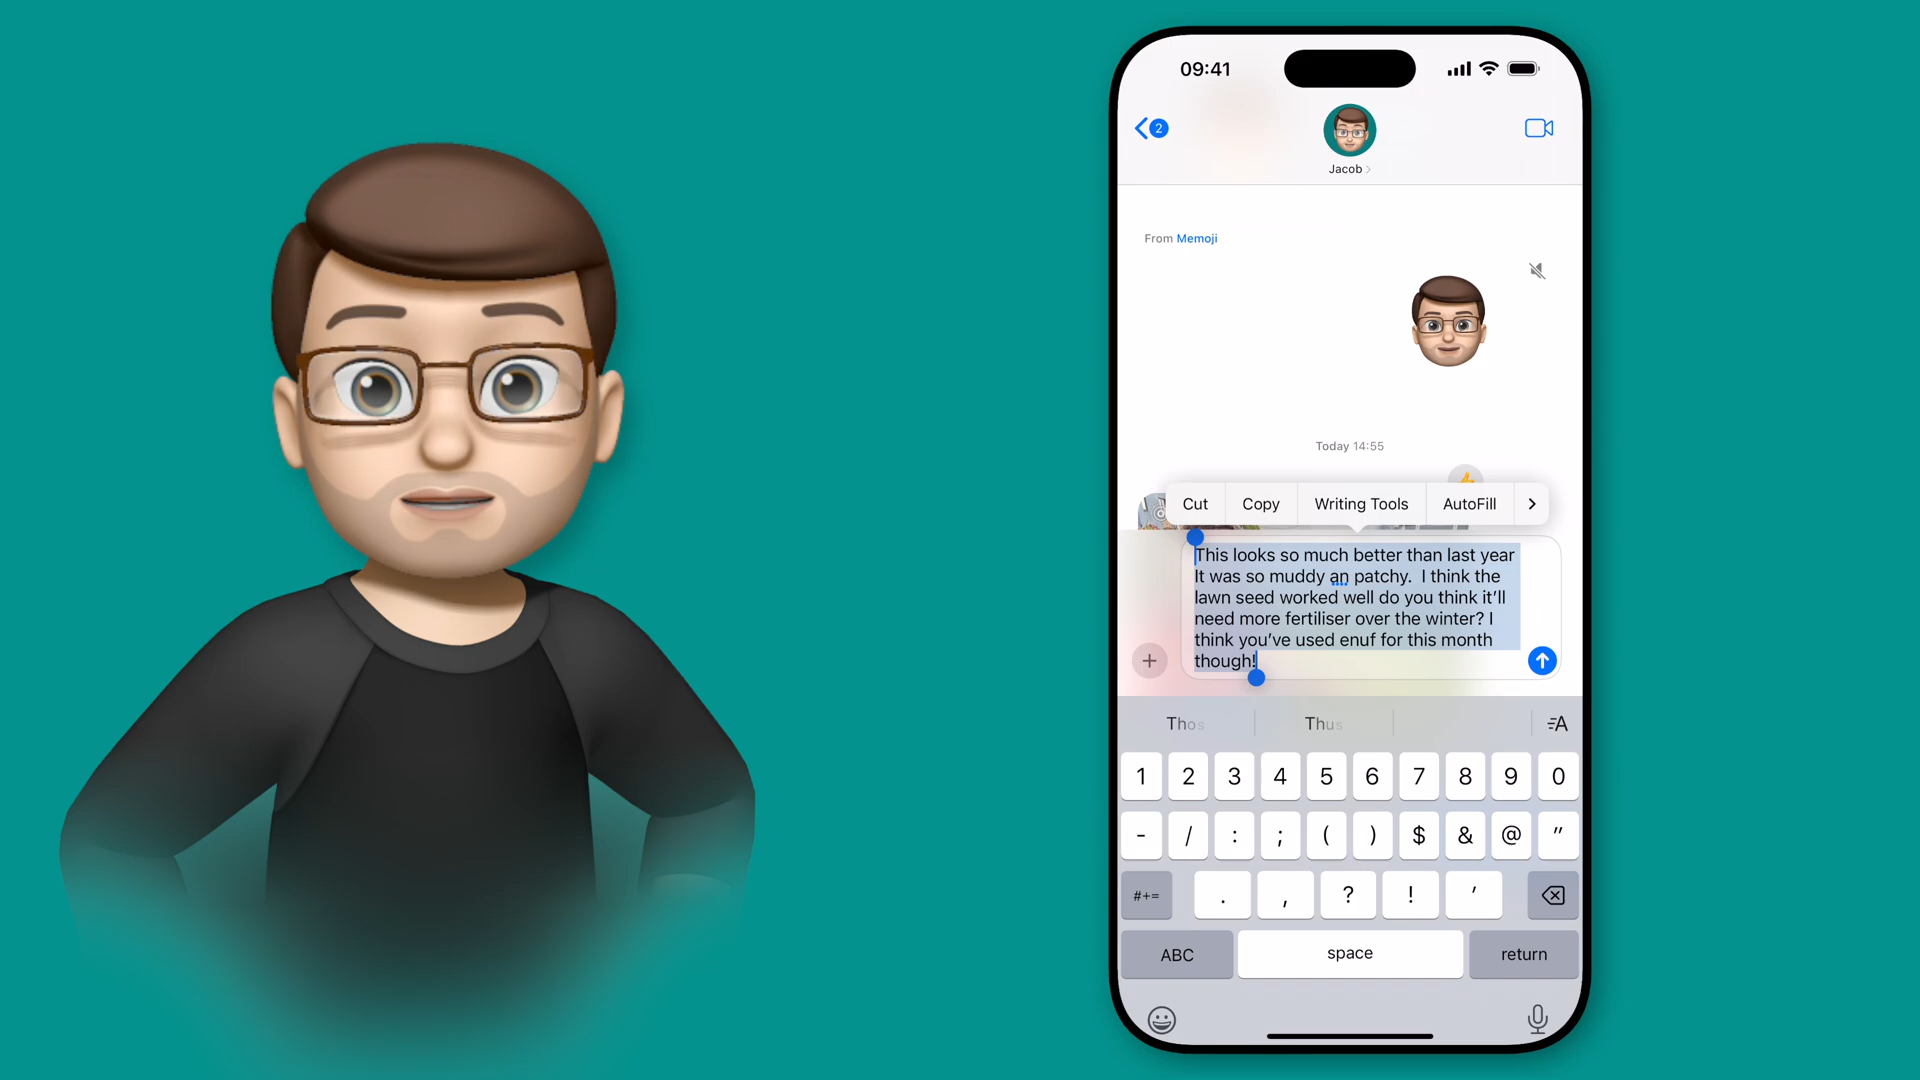 09:41
2
Jacob
From Memoji
Today 14:55
Cut Copy Writing Tools AutoFill
This looks so much better than last year
It was so muddy an patchy.  I think the
lawn seed worked well do you think it’ll
need more fertiliser over the winter? I
think you’ve used enuf for this month
though!
Thos Thus
1 2 3 4 5 6 7 8 9 0
- / : ; ( ) $ & @ "
#+= . , ? ! '
ABC space return